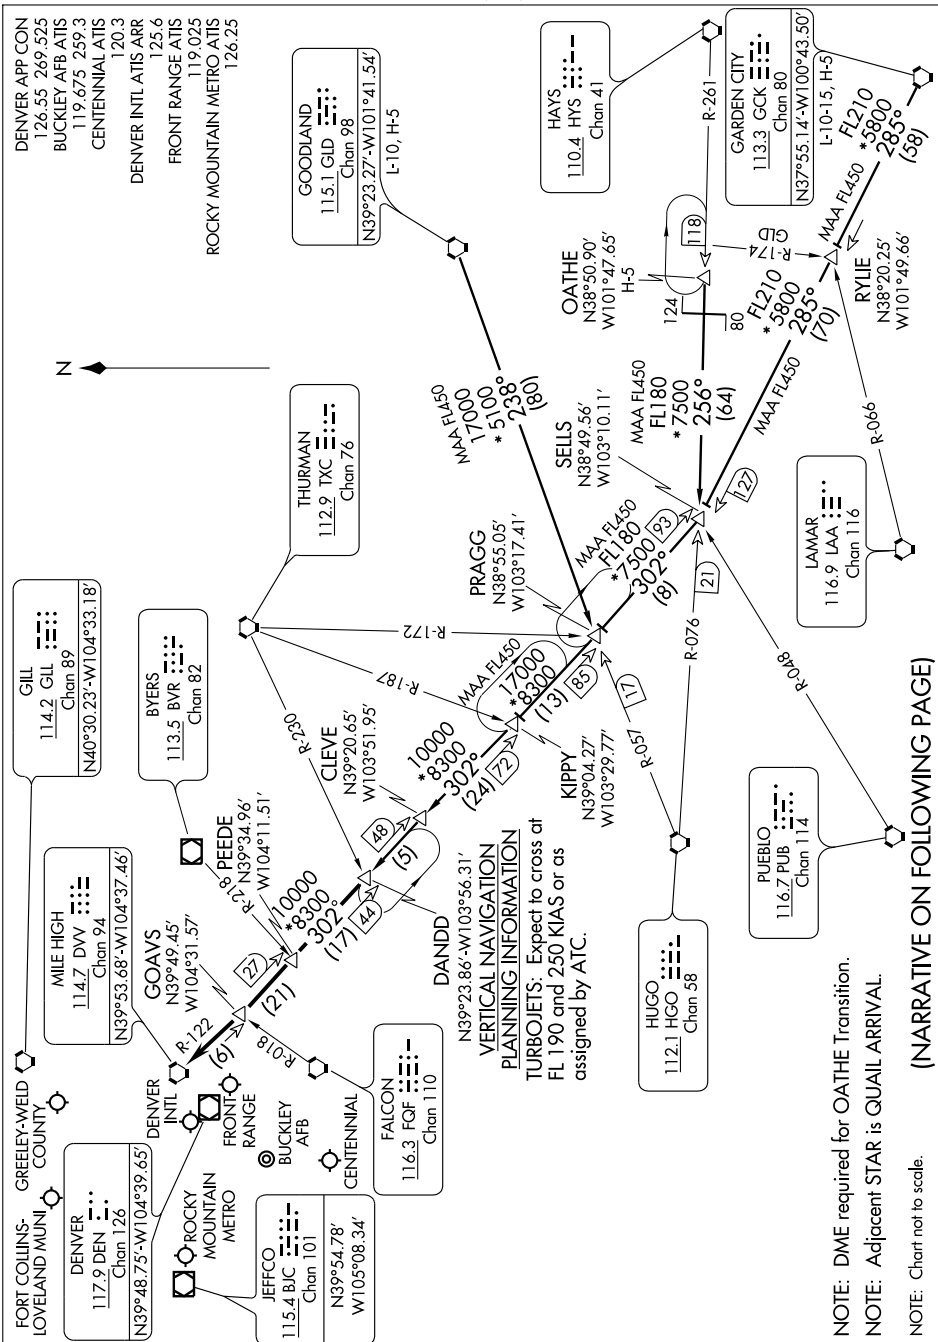 DENVER APP CON
126.55 269.525
BUCKLEY AFB ATIS
119.675 259.3
CENTENNIAL ATIS
120.3
DENVER INTL ATIS ARR
125.6
FRONT RANGE ATIS
119.025
ROCKY MOUNTAIN METRO ATIS
126.25
GOODLAND
115.1 GLD
Chan 98
N39°23.27'-W101°41.54'
L-10, H-5
HAYS
110.4 HYS
Chan 41
GARDEN CITY
113.3 GCK
Chan 80
N37°55.14'-W100°43.50'
L-10-15, H-5
N
THURMAN
112.9 TXC
Chan 76
GILL
114.2 GLL
Chan 89
N40°30.23'-W104°33.18'
BYERS
113.5 BVR
Chan 82
MILE HIGH
114.7 DVV
Chan 94
N39°53.68'-W104°37.46'
FORT COLLINS-
LOVELAND MUNI
GREELEY-WELD
COUNTY
DENVER
117.9 DEN
Chan 126
N39°48.75'-W104°39.65'
DENVER
INTL
FRONT
RANGE
BUCKLEY
AFB
CENTENNIAL
ROCKY
MOUNTAIN
METRO
JEFFCO
115.4 BJC
Chan 101
N39°54.78'
W105°08.34'
FALCON
116.3 FQF
Chan 110
R-018
GOAVS
N39°49.45'
W104°31.57'
R-122
(6)
(21)
27
R-218
PEEDE
N39°34.96'
W104°11.51'
10000
*8300
302°
(17)
44
DANDD
N39°23.86'-W103°56.31'
R-230
(5)
48
CLEVE
N39°20.65'
W103°51.95'
10000
*8300
302°
(24)
72
R-187
KIPPY
N39°04.27'
W103°29.77'
MAA FL450
17000
*8300
(13)
85
R-172
PRAGG
N38°55.05'
W103°17.41'
MAA FL450
17000
*5100
238°
(80)
MAA FL450
FL180
*7500
302°
(8)
93
SELLS
N38°49.56'
W103°10.11'
MAA FL450
FL180
*7500
256°
(64)
OATHE
N38°50.90'
W101°47.65'
H-5
124
80
118
R-261
R-174
GLD
MAA FL450
FL210
*5800
285°
(70)
127
RYLIE
N38°20.25'
W101°49.66'
MAA FL450
FL210
*5800
285°
(58)
R-066
LAMAR
116.9 LAA
Chan 116
17
R-057
21
R-076
R-048
HUGO
112.1 HGO
Chan 58
PUEBLO
116.7 PUB
Chan 114
VERTICAL NAVIGATION
PLANNING INFORMATION
TURBOJETS: Expect to cross at
FL 190 and 250 KIAS or as
assigned by ATC.
NOTE: DME required for OATHE Transition.
NOTE: Adjacent STAR is QUAIL ARRIVAL.
NOTE: Chart not to scale.
(NARRATIVE ON FOLLOWING PAGE)